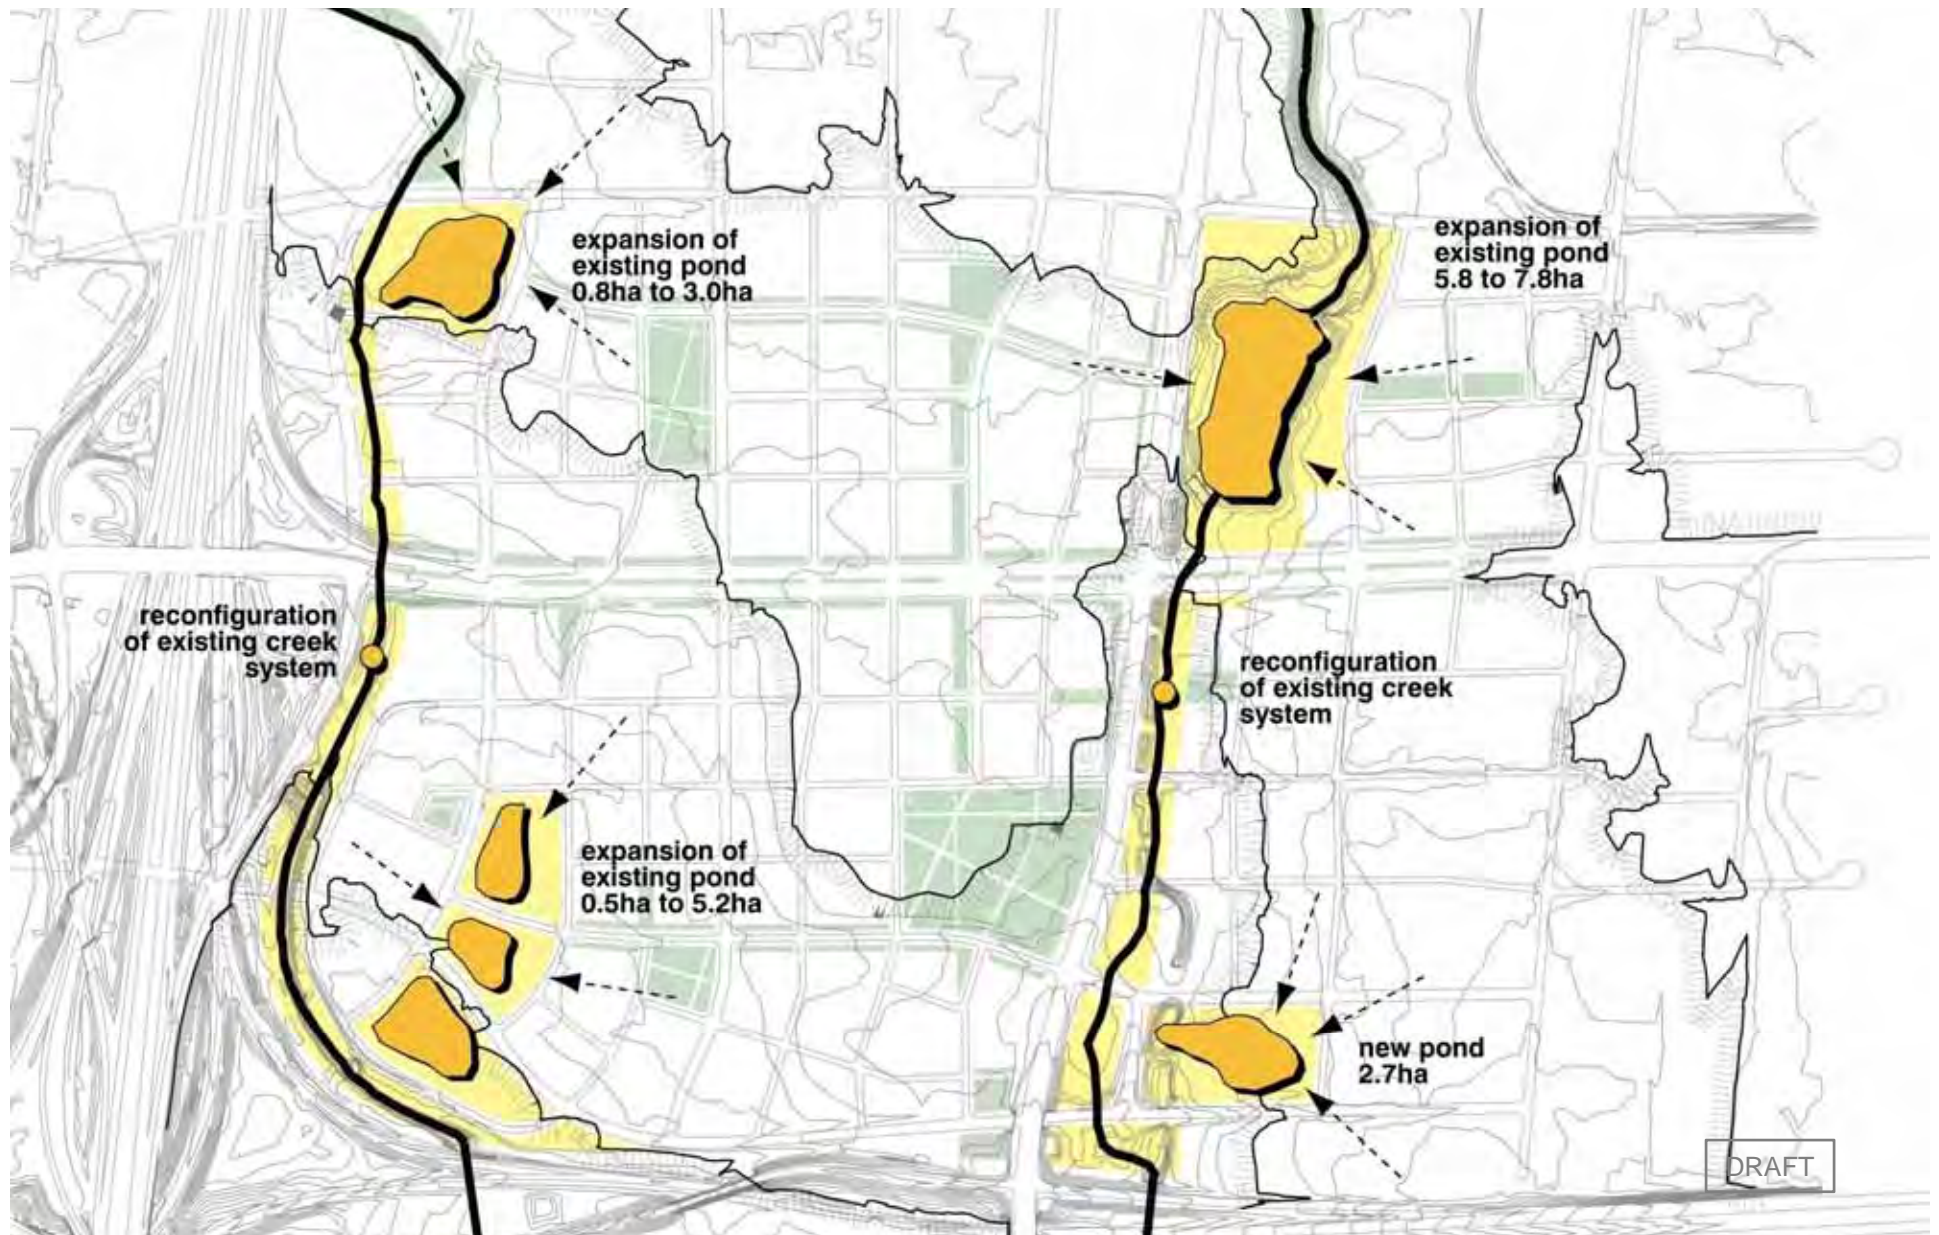 expansion of
existing pond
0.8ha to 3.0ha
expansion of
existing pond
5.8 to 7.8ha
reconfiguration
of existing creek
system
reconfiguration
of existing creek
system
expansion of
existing pond
0.5ha to 5.2ha
new pond
2.7ha
DRAFT